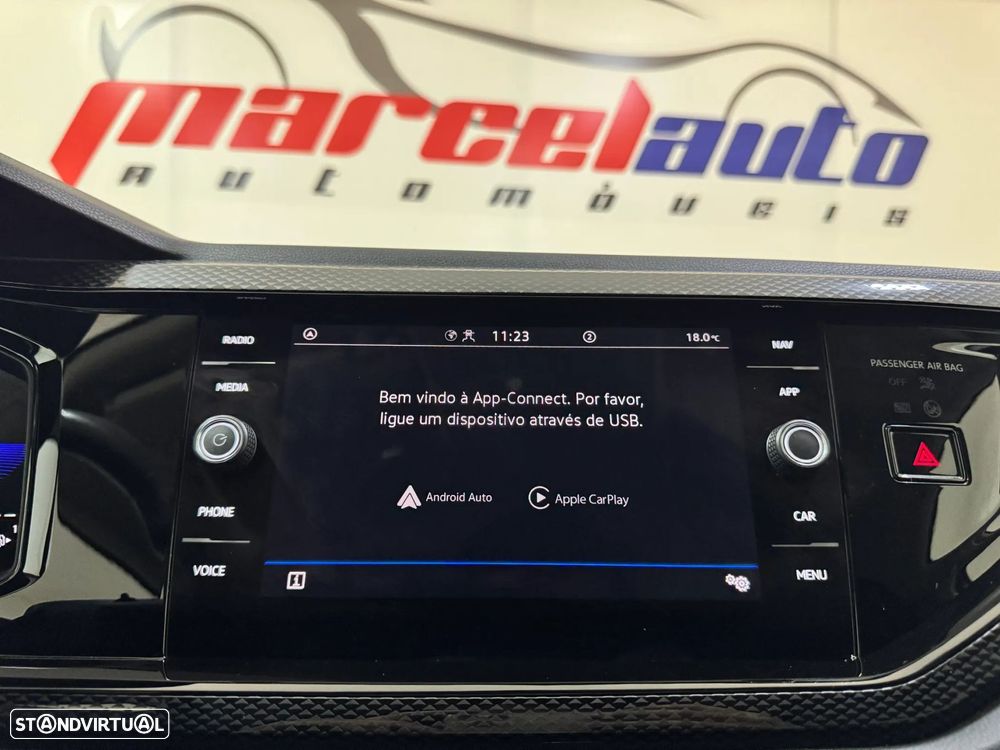 marcelauto
automóveis
RADIO
MEDIA
PHONE
VOICE
11:23
2
18.0°C
Bem vindo à App-Connect. Por favor,
ligue um dispositivo através de USB.
Android Auto
Apple CarPlay
NAV
APP
CAR
MENU
PASSENGER AIR BAG
OFF
STANDVIRTUAL